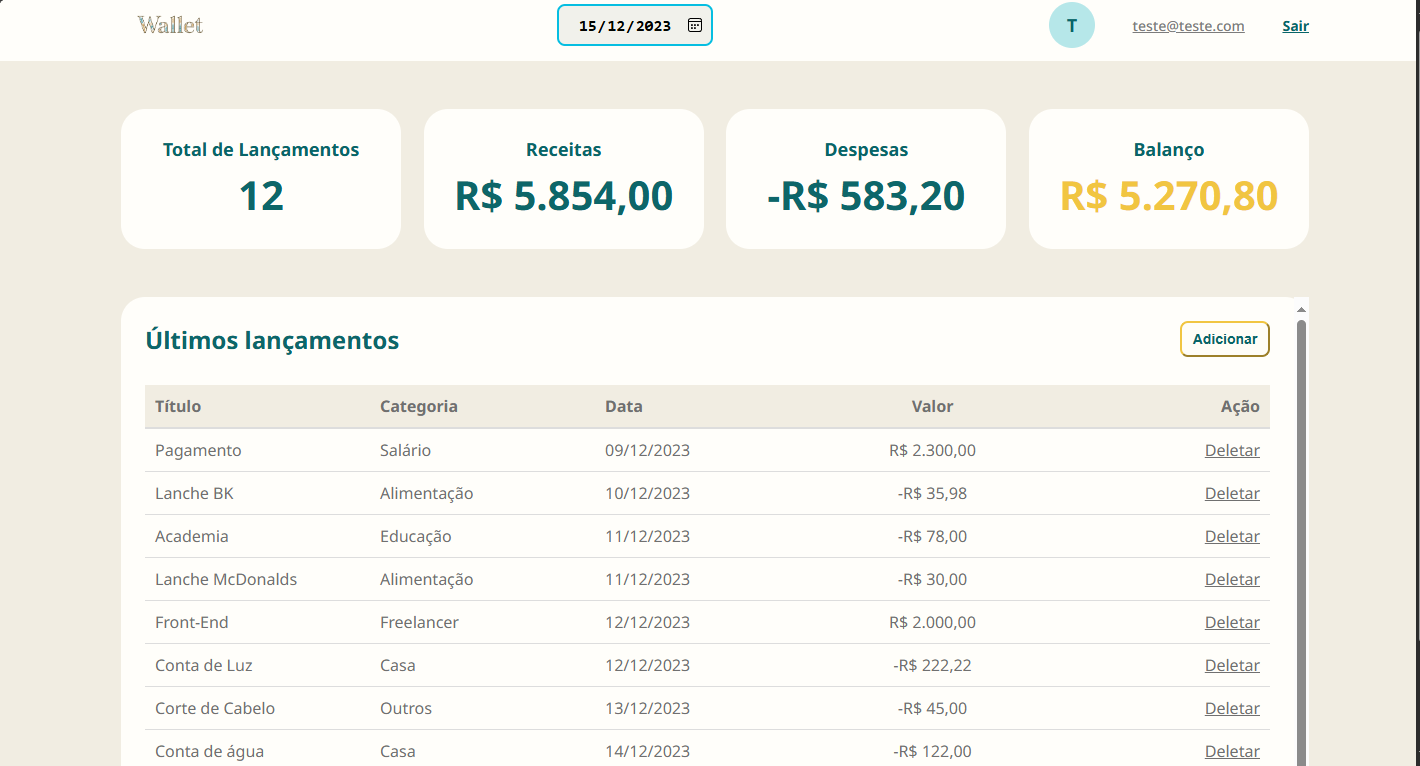 Wallet 15/12/2023 T teste@teste.com Sair
Total de Lançamentos Receitas Despesas Balanço
12 R$ 5.854,00 -R$ 583,20 R$ 5.270,80
Últimos lançamentos Adicionar
Título Categoria Data Valor Ação
Pagamento Salário 09/12/2023 R$ 2.300,00 Deletar
Lanche BK Alimentação 10/12/2023 -R$ 35,98 Deletar
Academia Educação 11/12/2023 -R$ 78,00 Deletar
Lanche McDonalds Alimentação 11/12/2023 -R$ 30,00 Deletar
Front-End Freelancer 12/12/2023 R$ 2.000,00 Deletar
Conta de Luz Casa 12/12/2023 -R$ 222,22 Deletar
Corte de Cabelo Outros 13/12/2023 -R$ 45,00 Deletar
Conta de água Casa 14/12/2023 -R$ 122,00 Deletar